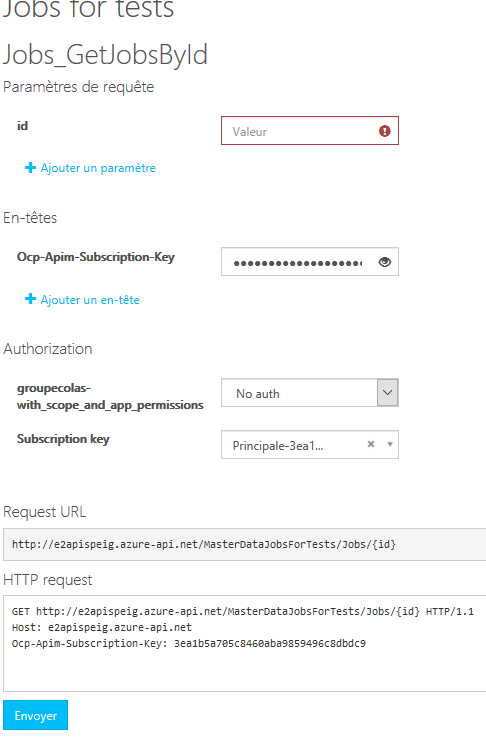 Jobs for tests
Jobs_GetJobsById
Paramètres de requête
id
Valeur
Ajouter un paramètre
En-têtes
Ocp-Apim-Subscription-Key
Ajouter un en-tête
Authorization
groupecolas-
with_scope_and_app_permissions
No auth
Subscription key
Principale-3ea1...
Request URL
http://e2apispeig.azure-api.net/MasterDataJobsForTests/Jobs/{id}
HTTP request
GET http://e2apispeig.azure-api.net/MasterDataJobsForTests/Jobs/{id} HTTP/1.1
Host: e2apispeig.azure-api.net
Ocp-Apim-Subscription-Key: 3ea1b5a705c8460aba9859496c8dbdc9
Envoyer